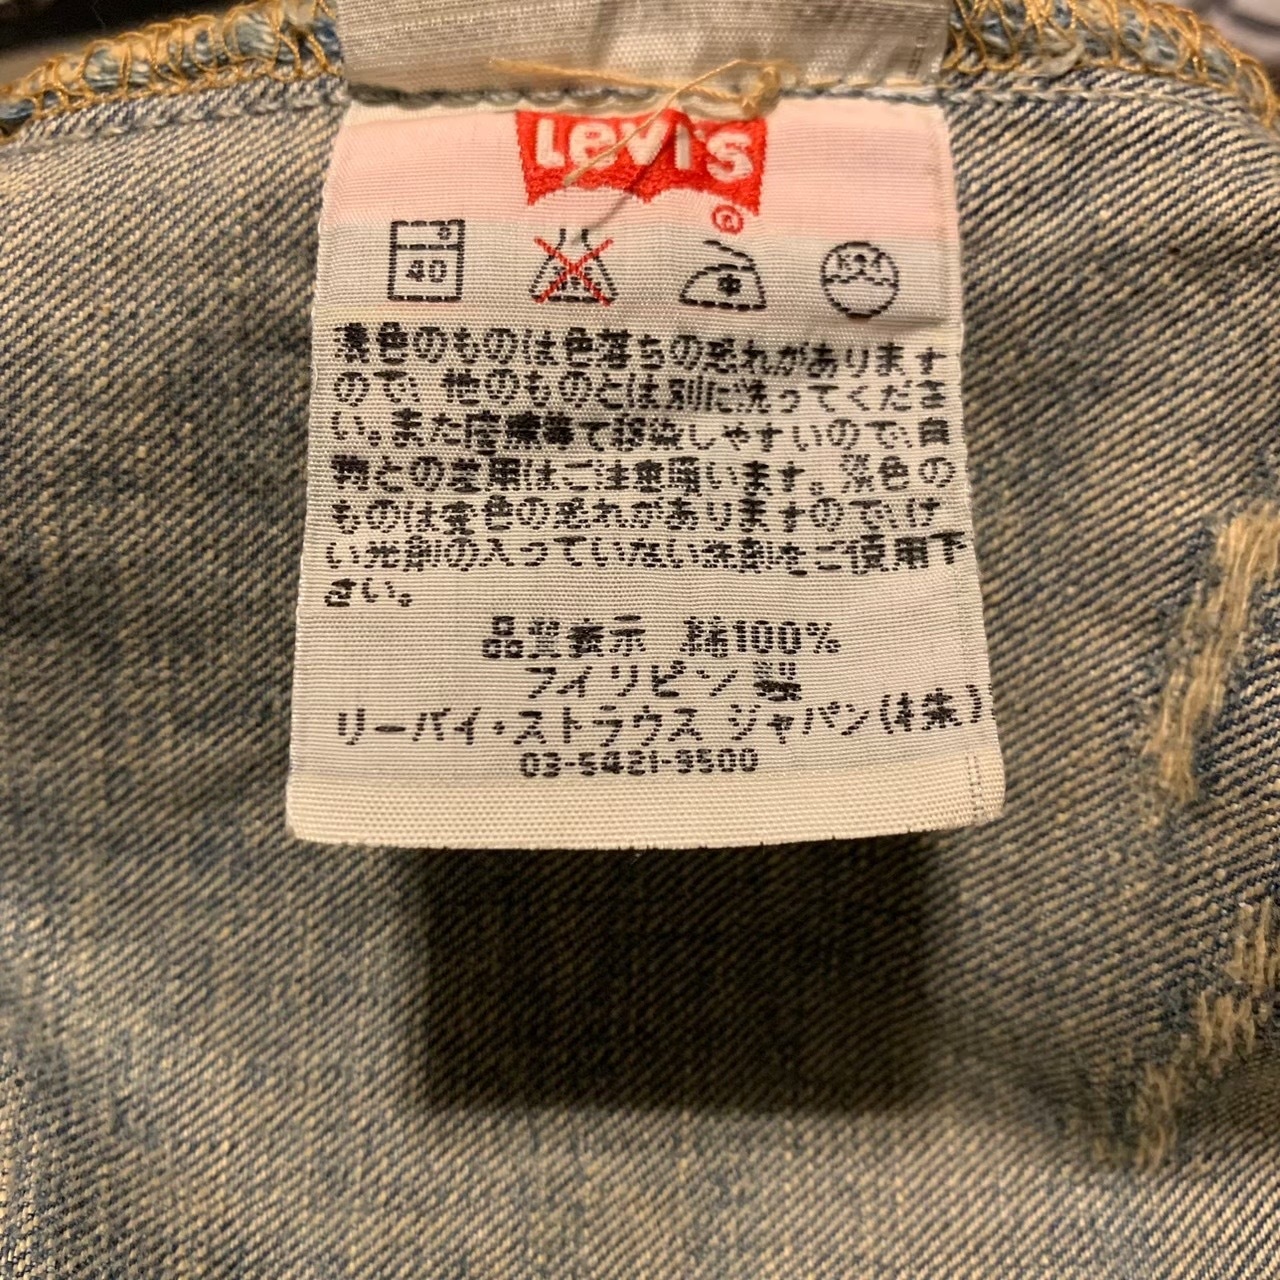 Levi's
®
40
濃色のものは色落ちの恐れがあります
ので、他のものとは別に洗ってくださ
い。また摩擦等で移染しやすいので、白
物との着用はご注意願います。淡色の
ものは変色の恐れがありますので、け
い光剤の入っていない洗剤をご使用下
さい。
品質表示 綿100%
フィリピン製
リーバイ・ストラウス ジャパン(株)
03-5421-9500